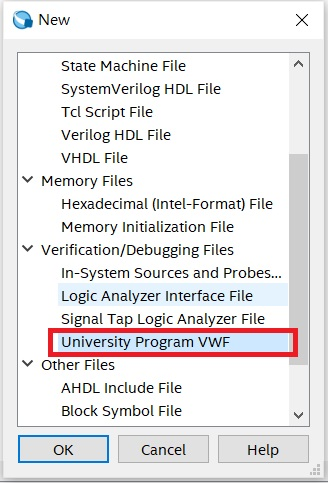 New
State Machine File
SystemVerilog HDL File
Tcl Script File
Verilog HDL File
VHDL File
Memory Files
Hexadecimal (Intel-Format) File
Memory Initialization File
Verification/Debugging Files
In-System Sources and Probes...
Logic Analyzer Interface File
Signal Tap Logic Analyzer File
University Program VWF
Other Files
AHDL Include File
Block Symbol File
OK
Cancel
Help